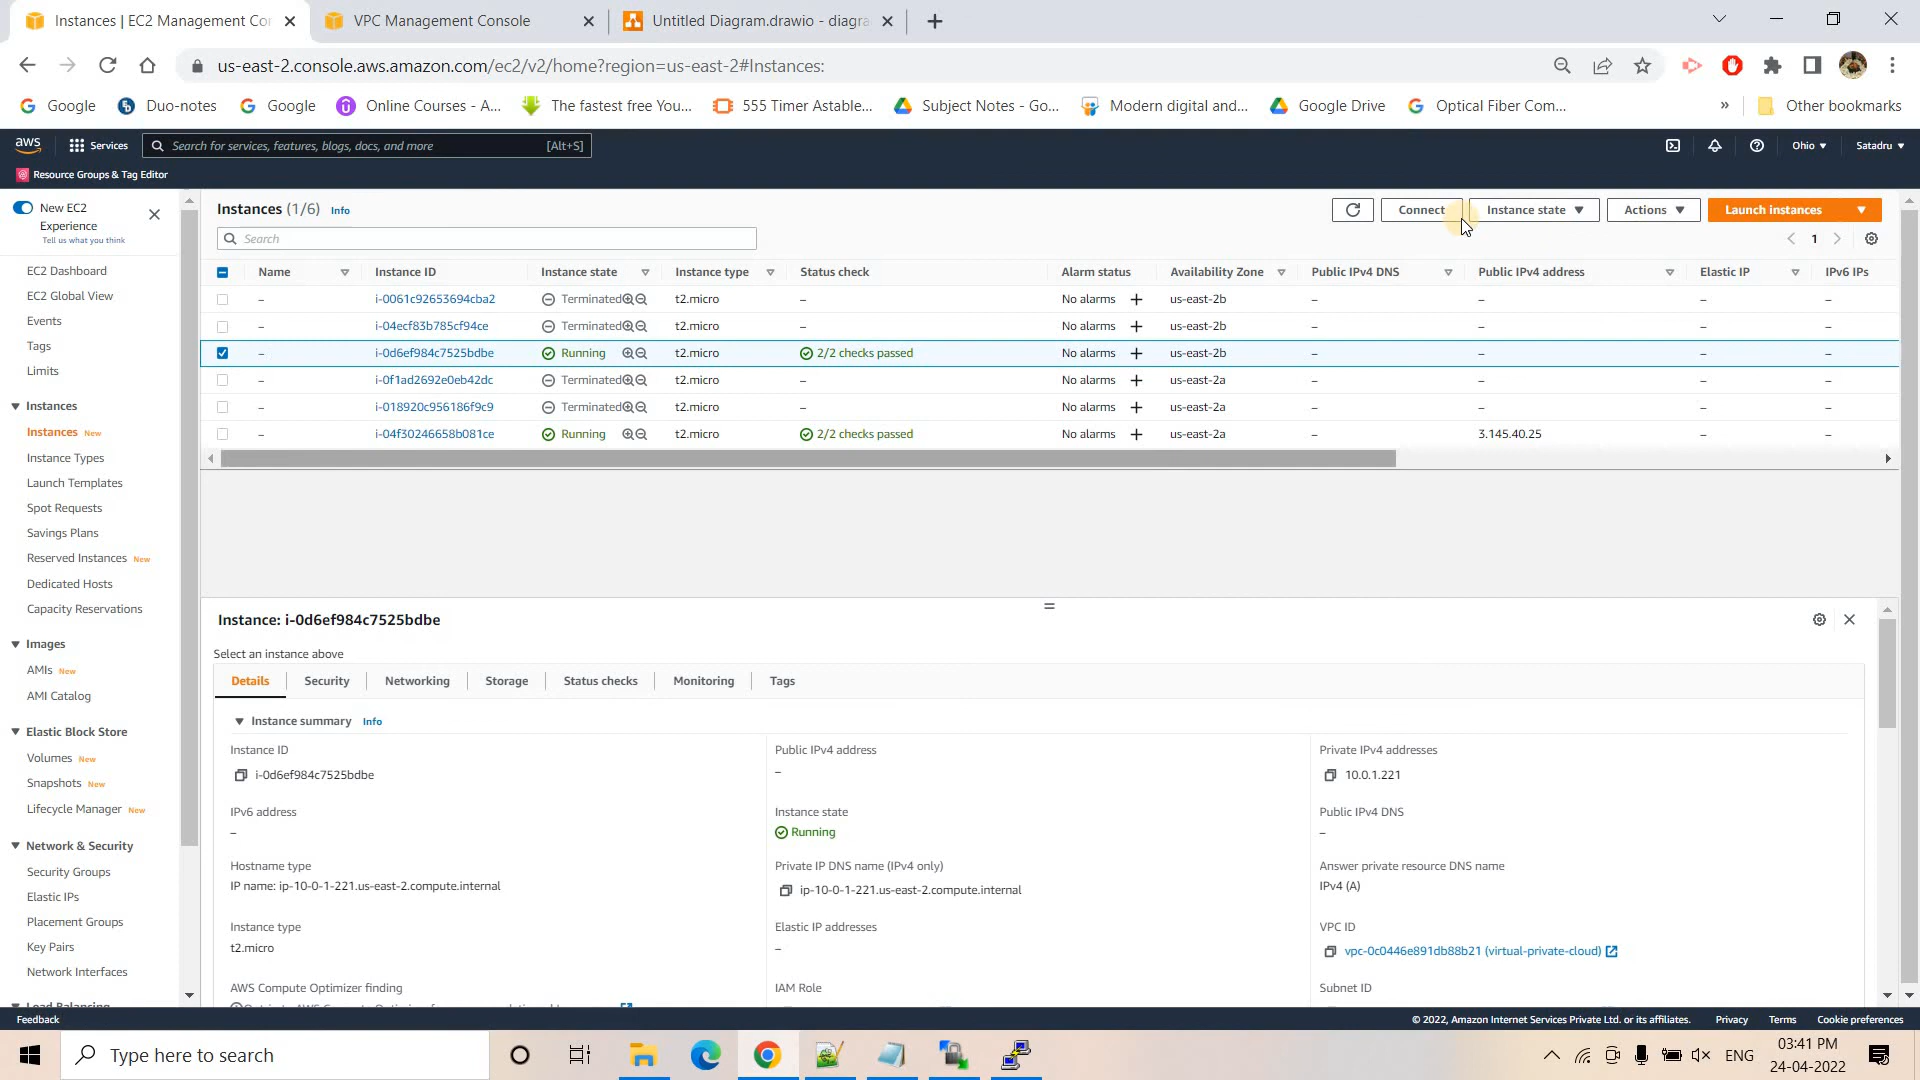 Instances | EC2 Management Con
VPC Management Console
Untitled Diagram.drawio - diagra
us-east-2.console.aws.amazon.com/ec2/v2/home?region=us-east-2#Instances:
Google
Duo-notes
Google
Online Courses - A...
The fastest free You...
555 Timer Astable...
Subject Notes - Go...
Modern digital and...
Google Drive
Optical Fiber Com...
»
Other bookmarks
aws
Services
Search for services, features, blogs, docs, and more
[Alt+S]
Ohio
Satadru
Resource Groups & Tag Editor
New EC2 Experience
Tell us what you think
EC2 Dashboard
EC2 Global View
Events
Tags
Limits
Instances
Instances New
Instance Types
Launch Templates
Spot Requests
Savings Plans
Reserved Instances New
Dedicated Hosts
Capacity Reservations
Images
AMIs New
AMI Catalog
Elastic Block Store
Volumes New
Snapshots New
Lifecycle Manager New
Network & Security
Security Groups
Elastic IPs
Placement Groups
Key Pairs
Network Interfaces
Load Balancing
Instances (1/6) Info
Connect
Instance state
Actions
Launch instances
Search
1
Name Instance ID Instance state Instance type Status check Alarm status Availability Zone Public IPv4 DNS Public IPv4 address Elastic IP IPv6 IPs
– i-0061c92653694cba2 Terminated t2.micro – No alarms + us-east-2b – – – –
– i-04ecf83b785cf94ce Terminated t2.micro – No alarms + us-east-2b – – – –
– i-0d6ef984c7525bdbe Running t2.micro 2/2 checks passed No alarms + us-east-2b – – – –
– i-0f1ad2692e0eb42dc Terminated t2.micro – No alarms + us-east-2a – – – –
– i-018920c956186f9c9 Terminated t2.micro – No alarms + us-east-2a – – – –
– i-04f30246658b081ce Running t2.micro 2/2 checks passed No alarms + us-east-2a – 3.145.40.25 – –
Instance: i-0d6ef984c7525bdbe
Select an instance above
Details Security Networking Storage Status checks Monitoring Tags
Instance summary Info
Instance ID
i-0d6ef984c7525bdbe
Public IPv4 address
–
Private IPv4 addresses
10.0.1.221
IPv6 address
–
Instance state
Running
Public IPv4 DNS
–
Hostname type
IP name: ip-10-0-1-221.us-east-2.compute.internal
Private IP DNS name (IPv4 only)
ip-10-0-1-221.us-east-2.compute.internal
Answer private resource DNS name
IPv4 (A)
Instance type
t2.micro
Elastic IP addresses
–
VPC ID
vpc-0c0446e891db88b21 (virtual-private-cloud)
AWS Compute Optimizer finding
IAM Role
Subnet ID
Feedback
© 2022, Amazon Internet Services Private Ltd. or its affiliates.
Privacy
Terms
Cookie preferences
Type here to search
ENG
03:41 PM
24-04-2022